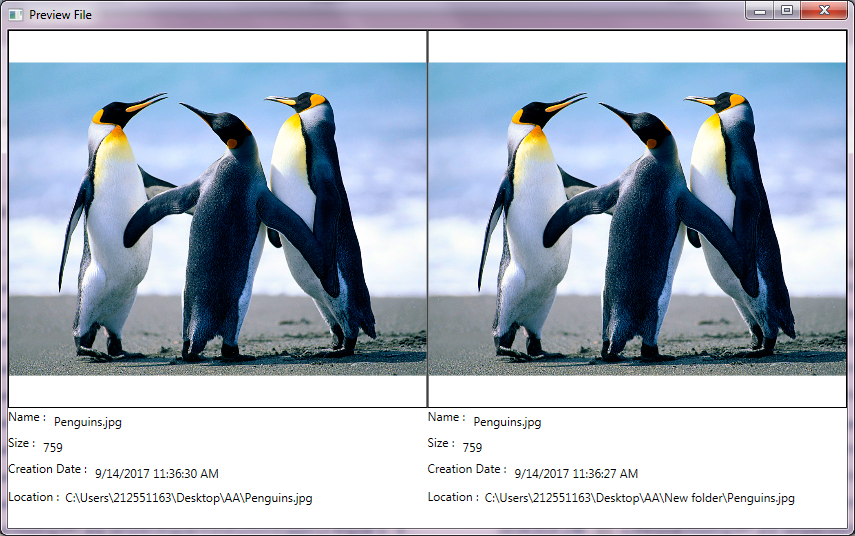 Preview File
Name : Penguins.jpg
Size : 759
Creation Date : 9/14/2017 11:36:30 AM
Location : C:\Users\212551163\Desktop\AA\Penguins.jpg
Name : Penguins.jpg
Size : 759
Creation Date : 9/14/2017 11:36:27 AM
Location : C:\Users\212551163\Desktop\AA\New folder\Penguins.jpg